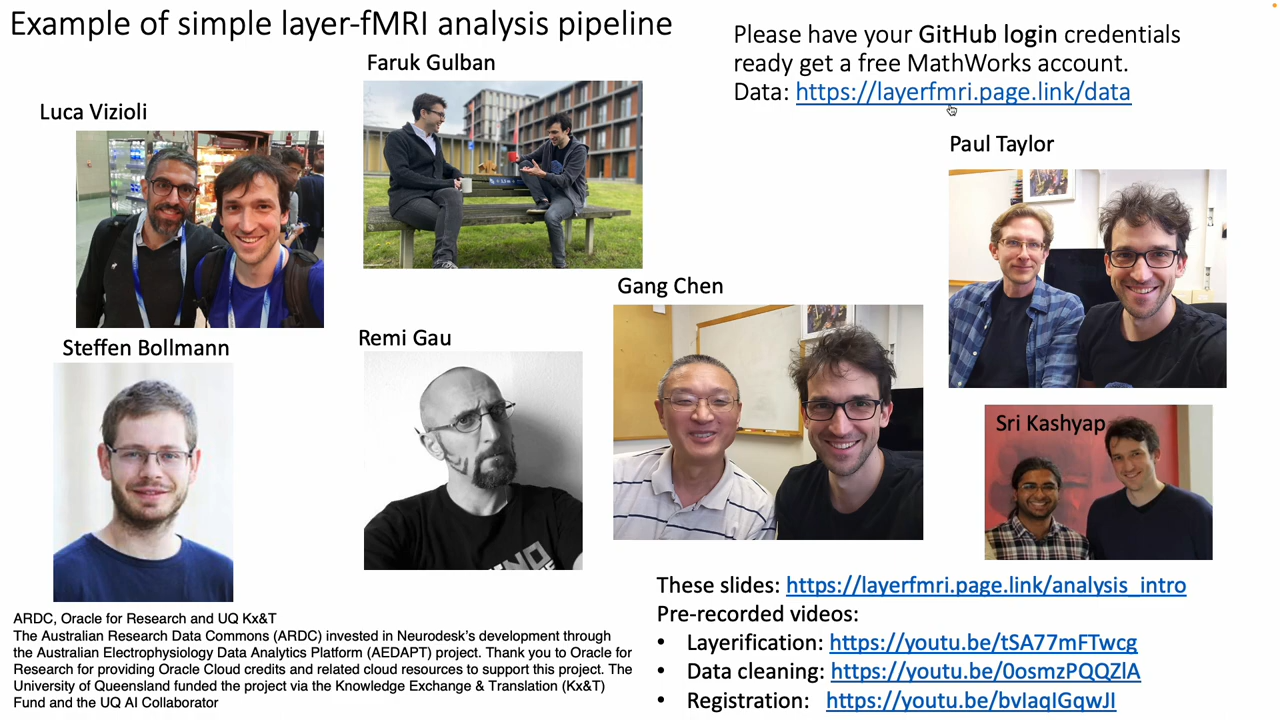 Example of simple layer-fMRI analysis pipeline
Please have your GitHub login credentials
ready get a free MathWorks account.
Data: https://layerfmri.page.link/data
Faruk Gulban
Luca Vizioli
Paul Taylor
Gang Chen
Steffen Bollmann
Remi Gau
Sri Kashyap
These slides: https://layerfmri.page.link/analysis_intro
Pre-recorded videos:
• Layerification: https://youtu.be/tSA77mFTwcg
• Data cleaning: https://youtu.be/0osmzPQQZlA
• Registration: https://youtu.be/bvIaqIGqwJI
ARDC, Oracle for Research and UQ Kx&T
The Australian Research Data Commons (ARDC) invested in Neurodesk's development through
the Australian Electrophysiology Data Analytics Platform (AEDAPT) project. Thank you to Oracle for
Research for providing Oracle Cloud credits and related cloud resources to support this project. The
University of Queensland funded the project via the Knowledge Exchange & Translation (Kx&T)
Fund and the UQ AI Collaborator